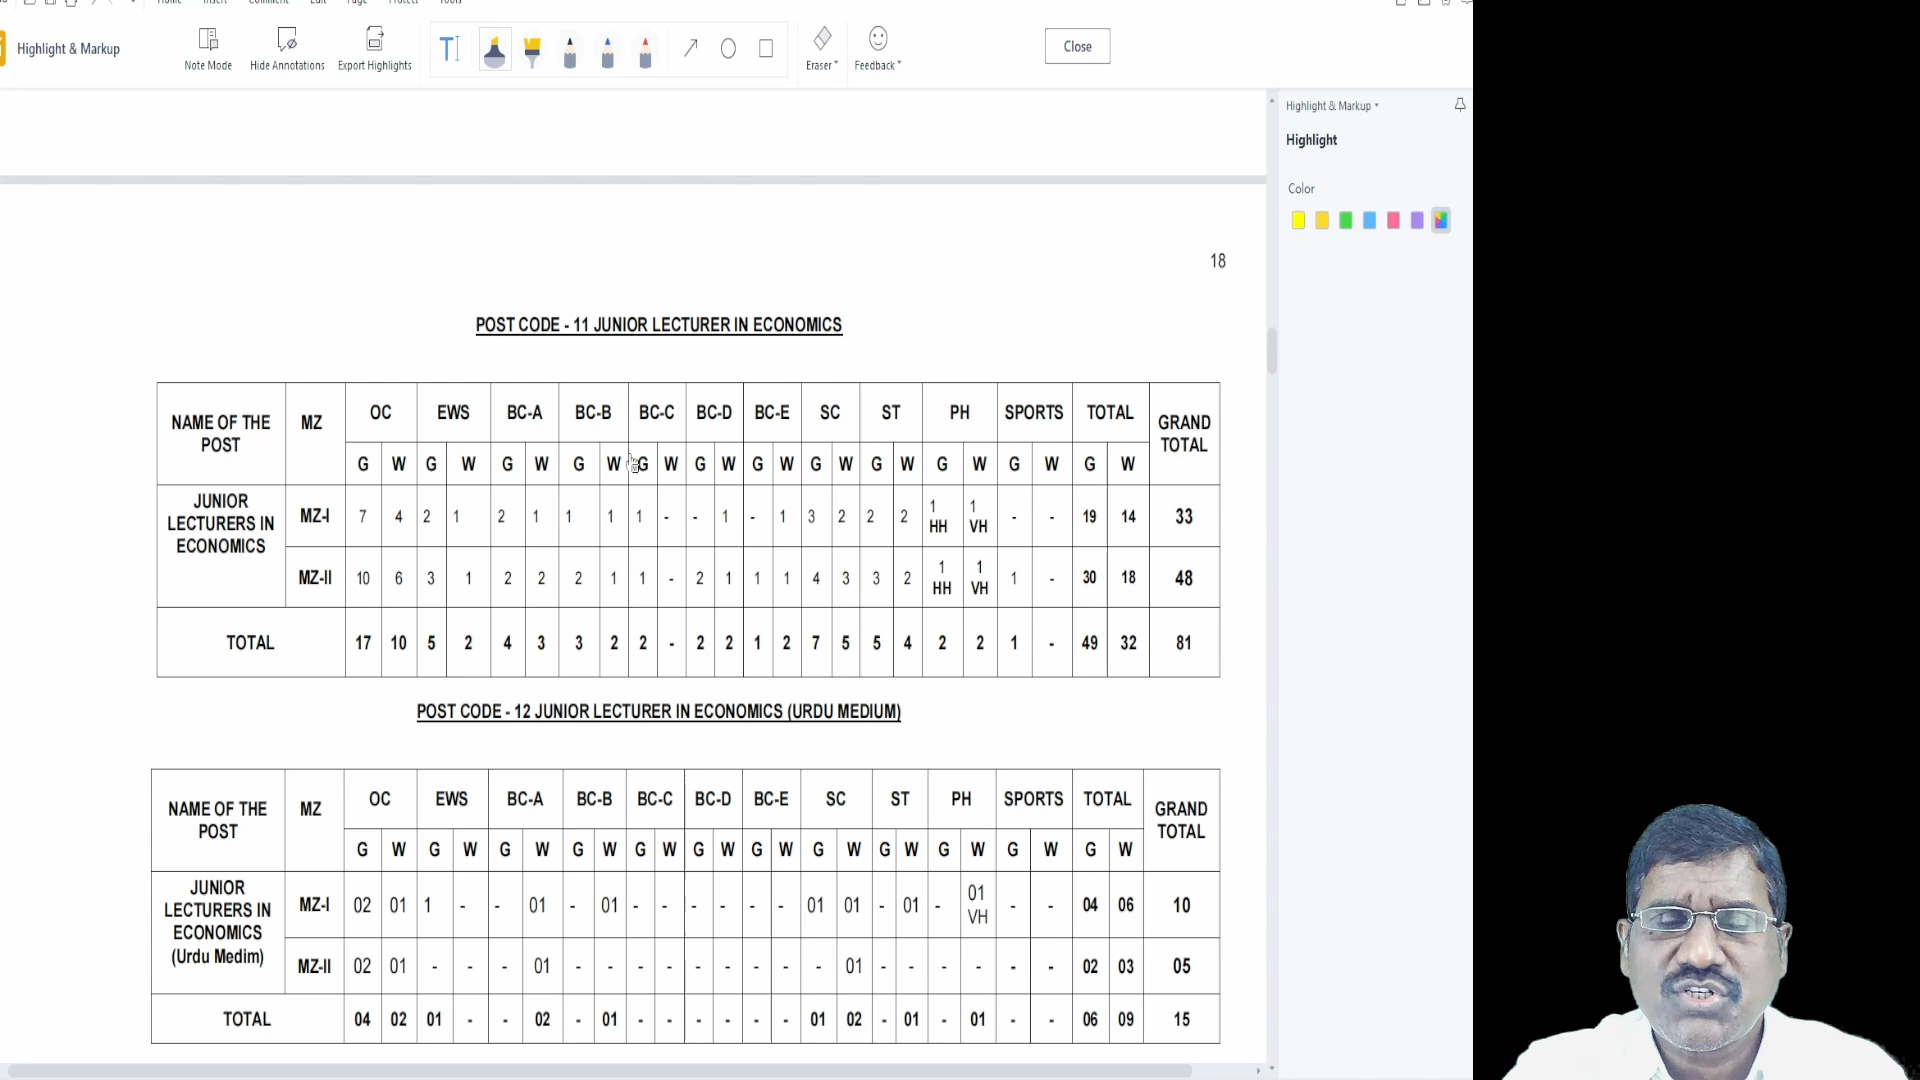 Home Insert Comment Edit Page Protect Tools
Highlight & Markup
Note Mode
Hide Annotations
Export Highlights
Eraser
Feedback
Close
Highlight & Markup
Highlight
Color
18
POST CODE - 11 JUNIOR LECTURER IN ECONOMICS
NAME OF THE POST MZ OC EWS BC-A BC-B BC-C BC-D BC-E SC ST PH SPORTS TOTAL GRAND TOTAL
G W G W G W G W G W G W G W G W G W G W G W G W
JUNIOR LECTURERS IN ECONOMICS MZ-I 7 4 2 1 2 1 1 1 1 - - 1 - 1 3 2 2 2 1 HH 1 VH - - 19 14 33
MZ-II 10 6 3 1 2 2 2 1 1 - 2 1 1 1 4 3 3 2 1 HH 1 VH 1 - 30 18 48
TOTAL 17 10 5 2 4 3 3 2 2 - 2 2 1 2 7 5 5 4 2 2 1 - 49 32 81
POST CODE - 12 JUNIOR LECTURER IN ECONOMICS (URDU MEDIUM)
NAME OF THE POST MZ OC EWS BC-A BC-B BC-C BC-D BC-E SC ST PH SPORTS TOTAL GRAND TOTAL
G W G W G W G W G W G W G W G W G W G W G W G W
JUNIOR LECTURERS IN ECONOMICS (Urdu Medim) MZ-I 02 01 1 - - 01 - 01 - - - - - - 01 01 - 01 - 01 VH - - 04 06 10
MZ-II 02 01 - - - 01 - - - - - - - - - 01 - - - - - - 02 03 05
TOTAL 04 02 01 - - 02 - 01 - - - - - - 01 02 - 01 - 01 - - 06 09 15